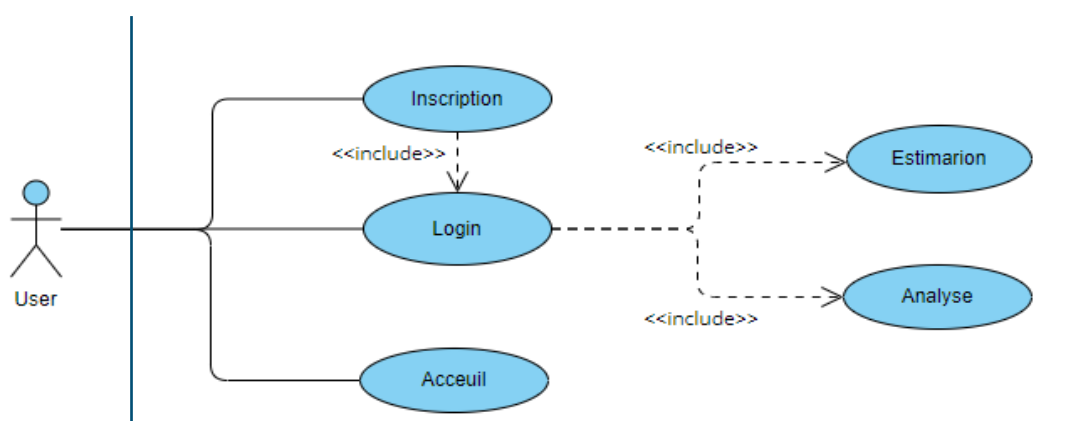 Inscription
<<include>>
<<include>>
Estimarion
Login
User
Analyse
<<include>>
Acceuil